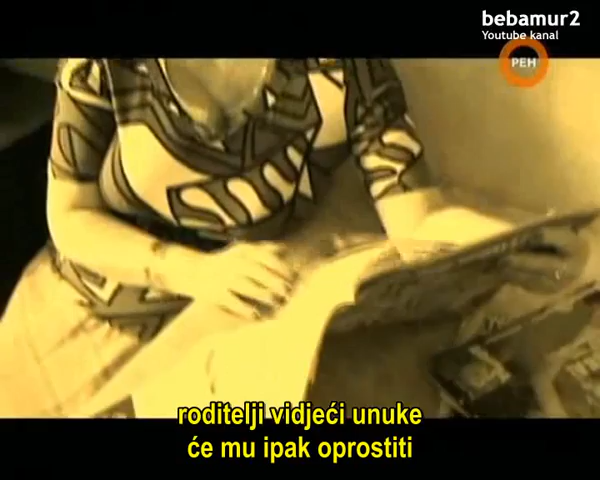 bebamur2
Youtube kanal
РЕН
roditelji vidjeći unuke
će mu ipak oprostiti